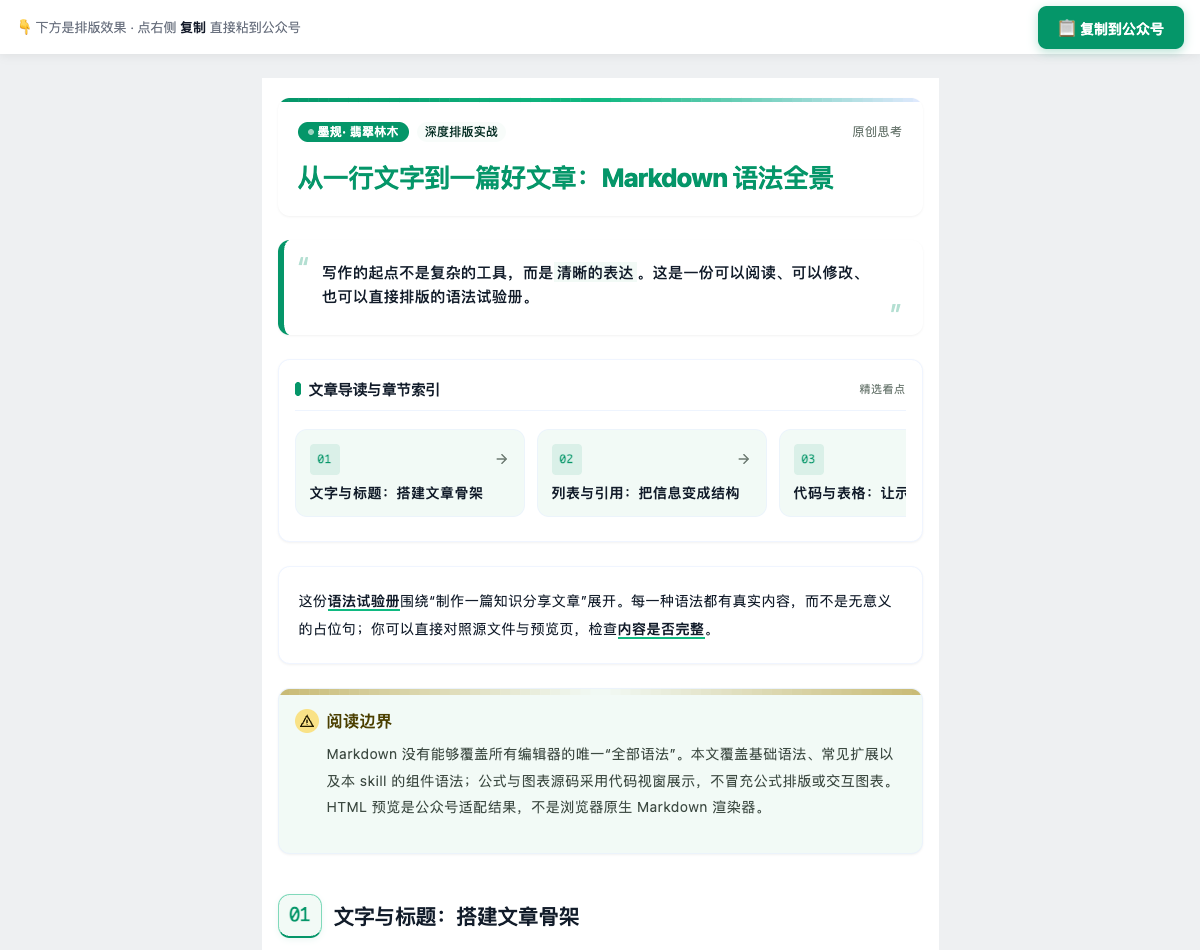 👇 下方是排版效果 · 点右侧 复制 直接粘到公众号
📋 复制到公众号
墨规· 翡翠林木
深度排版实战
原创思考
从一行文字到一篇好文章：Markdown 语法全景
“
写作的起点不是复杂的工具，而是清晰的表达。这是一份可以阅读、可以修改、
也可以直接排版的语法试验册。
”
文章导读与章节索引
精选看点
01 →
文字与标题：搭建文章骨架
02 →
列表与引用：把信息变成结构
03
代码与表格：让示
这份语法试验册围绕“制作一篇知识分享文章”展开。每一种语法都有真实内容，而不是无意义
的占位句；你可以直接对照源文件与预览页，检查内容是否完整。
阅读边界
Markdown 没有能够覆盖所有编辑器的唯一“全部语法”。本文覆盖基础语法、常见扩展以
及本 skill 的组件语法；公式与图表源码采用代码视窗展示，不冒充公式排版或交互图表。
HTML 预览是公众号适配结果，不是浏览器原生 Markdown 渲染器。
01
文字与标题：搭建文章骨架